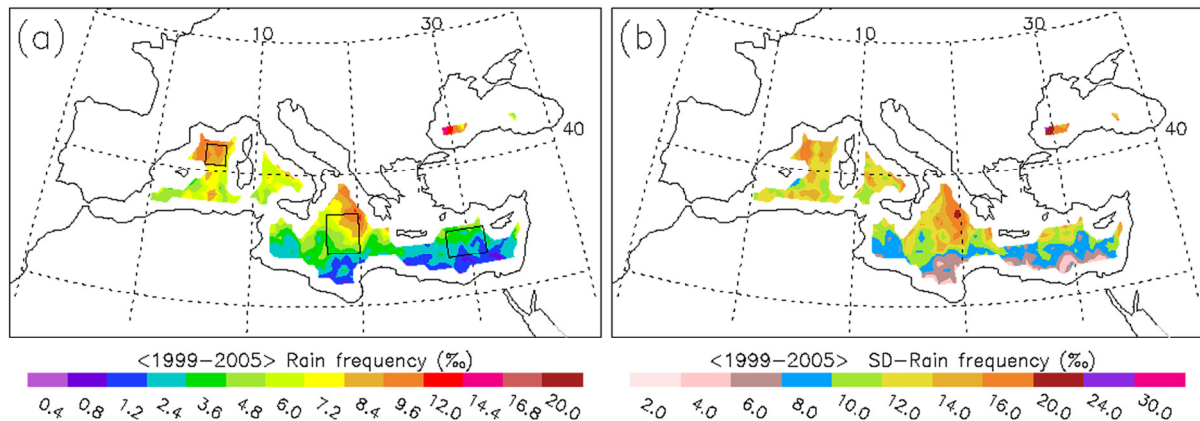 (a)
10
30
40
<1999-2005> Rain frequency (‰)
0.4 0.8 1.2 2.4 3.6 4.8 6.0 7.2 8.4 9.6 12.0 14.4 16.8 20.0
(b)
10
30
40
<1999-2005> SD-Rain frequency (‰)
2.0 4.0 6.0 8.0 10.0 12.0 14.0 16.0 20.0 24.0 30.0